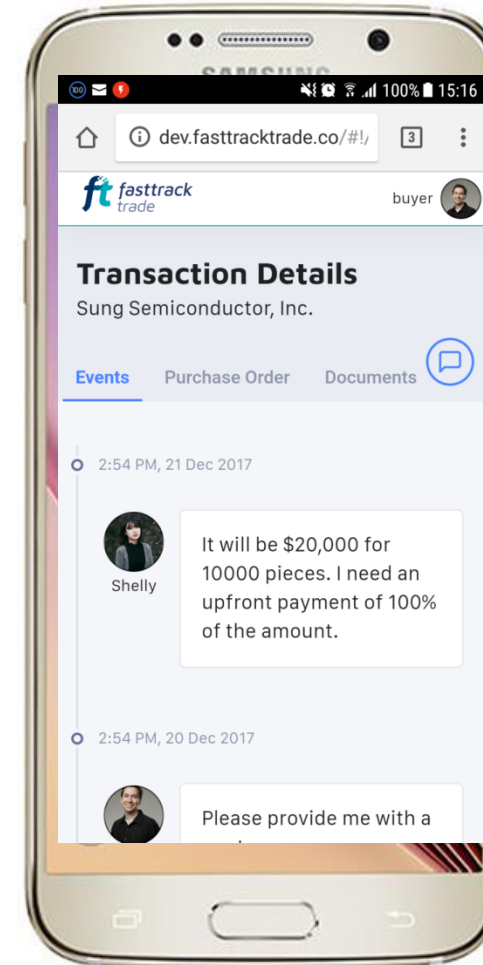 SAMSUNG
100
100% 15:16
dev.fasttracktrade.co/#!/
3
ft fasttrack
trade
buyer
Transaction Details
Sung Semiconductor, Inc.
Events Purchase Order Documents
2:54 PM, 21 Dec 2017
It will be $20,000 for
10000 pieces. I need an
upfront payment of 100%
of the amount.
Shelly
2:54 PM, 20 Dec 2017
Please provide me with a